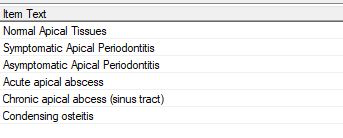 Item Text
Normal Apical Tissues
Symptomatic Apical Periodontitis
Asymptomatic Apical Periodontitis
Acute apical abscess
Chronic apical abcess (sinus tract)
Condensing osteitis